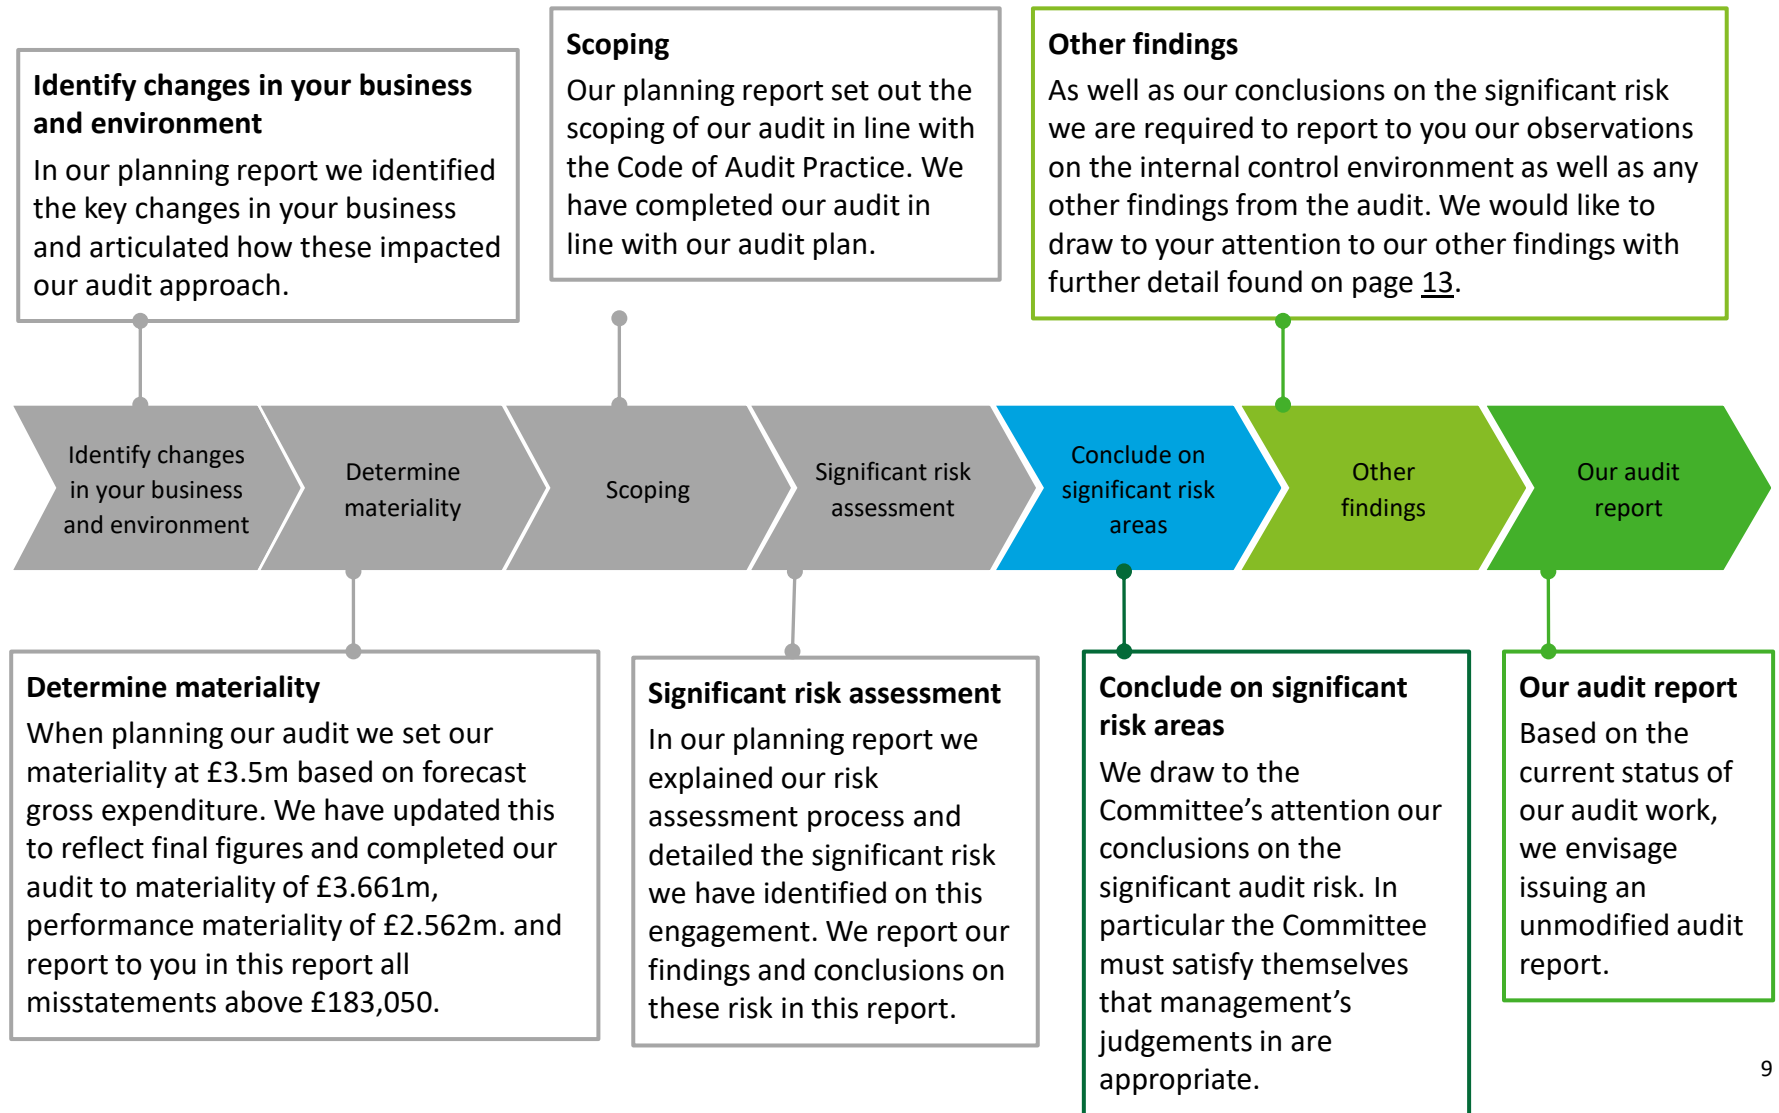 Identify changes in your business
and environment
In our planning report we identified
the key changes in your business
and articulated how these impacted
our audit approach.
Scoping
Our planning report set out the
scoping of our audit in line with
the Code of Audit Practice. We
have completed our audit in
line with our audit plan.
Other findings
As well as our conclusions on the significant risk
we are required to report to you our observations
on the internal control environment as well as any
other findings from the audit. We would like to
draw to your attention to our other findings with
further detail found on page 13.
Identify changes
in your business
and environment
Determine
materiality
Scoping
Significant risk
assessment
Conclude on
significant risk
areas
Other
findings
Our audit
report
Determine materiality
When planning our audit we set our
materiality at £3.5m based on forecast
gross expenditure. We have updated this
to reflect final figures and completed our
audit to materiality of £3.661m,
performance materiality of £2.562m. and
report to you in this report all
misstatements above £183,050.
Significant risk assessment
In our planning report we
explained our risk
assessment process and
detailed the significant risk
we have identified on this
engagement. We report our
findings and conclusions on
these risk in this report.
Conclude on significant
risk areas
We draw to the
Committee’s attention our
conclusions on the
significant audit risk. In
particular the Committee
must satisfy themselves
that management’s
judgements in are
appropriate.
Our audit report
Based on the
current status of
our audit work,
we envisage
issuing an
unmodified audit
report.
9